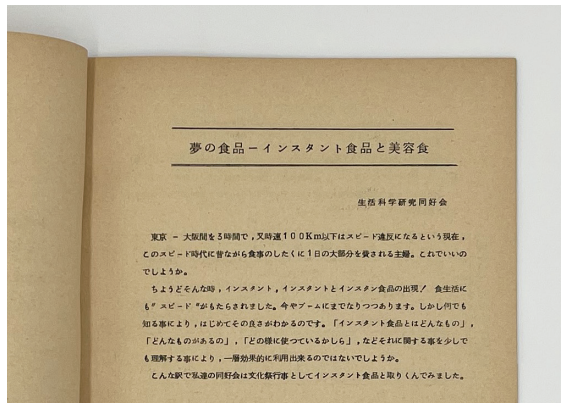 夢の食品ーインスタント食品と美容食
生活科学研究同好会
東京 － 大阪間を3時間で，又時速100Km以下はスピード違反になるという現在，
このスピード時代に昔ながら食事のしたくに1日の大部分を費される主婦。これでいいの
でしようか。
ちようどそんな時，インスタント，インスタントとインスタン食品の出現！ 食生活に
も〃スピード〃がもたらされました。今やブームにまでなりつつあります。しかし何でも
知る事により，はじめてその良さがわかるのです。「インスタント食品とはどんなもの」，
「どんなものがあるの」，「どの様に使つているかしら」，などそれに関する事を少しで
も理解する事により，一層効果的に利用出来るのではないでしようか。
こんな訳で私達の同好会は文化祭行事としてインスタント食品と取りくんでみました。